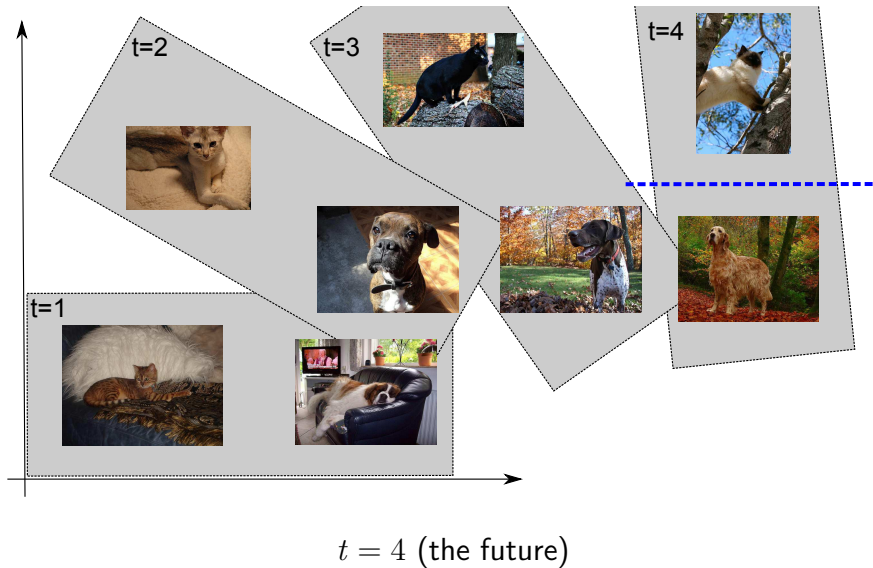 t=1
t=2
t=3
t=4
t = 4 (the future)